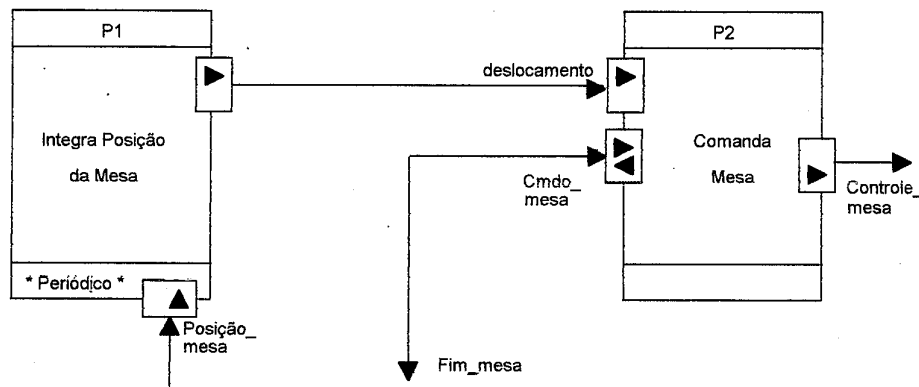 P1
P2
deslocamento
Integra Posição
da Mesa
Comanda
Mesa
Cmdo_
mesa
Controle_
mesa
* Periódico *
Posição_
mesa
Fim_mesa